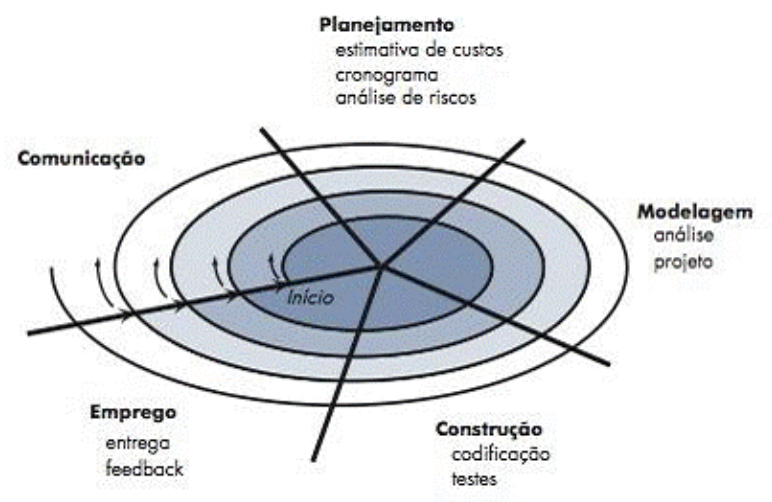 Planejamento
estimativa de custos
cronograma
análise de riscos
Comunicação
Modelagem
análise
projeto
Início
Emprego
entrega
feedback
Construção
codificação
testes